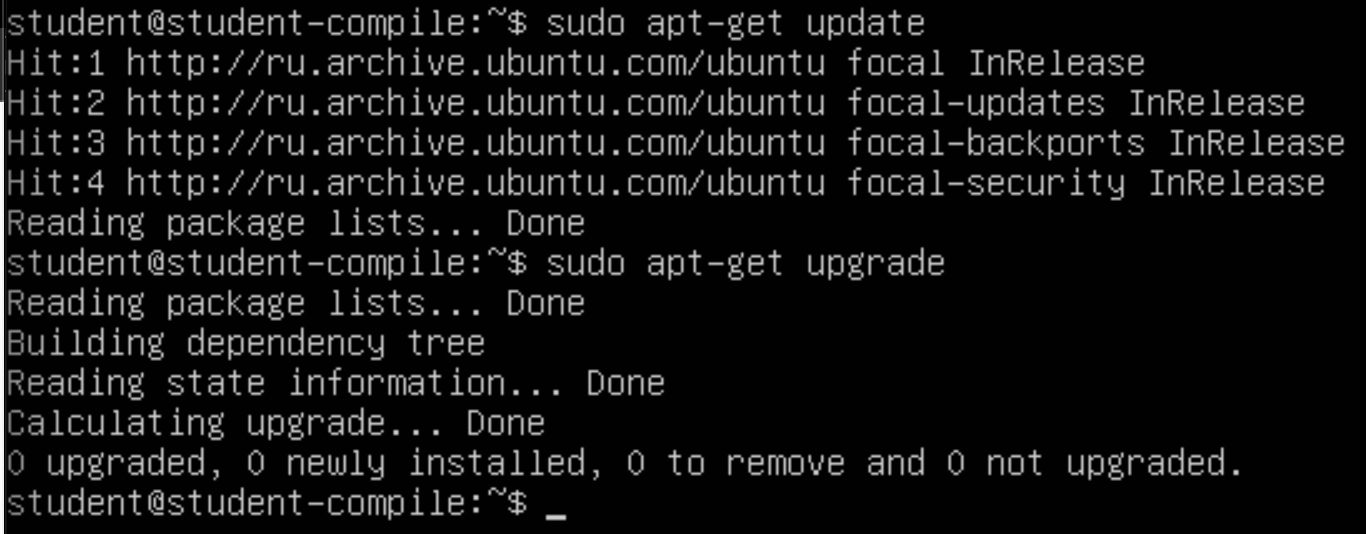 student@student-compile:~$ sudo apt-get update
Hit:1 http://ru.archive.ubuntu.com/ubuntu focal InRelease
Hit:2 http://ru.archive.ubuntu.com/ubuntu focal-updates InRelease
Hit:3 http://ru.archive.ubuntu.com/ubuntu focal-backports InRelease
Hit:4 http://ru.archive.ubuntu.com/ubuntu focal-security InRelease
Reading package lists... Done
student@student-compile:~$ sudo apt-get upgrade
Reading package lists... Done
Building dependency tree
Reading state information... Done
Calculating upgrade... Done
0 upgraded, 0 newly installed, 0 to remove and 0 not upgraded.
student@student-compile:~$ _